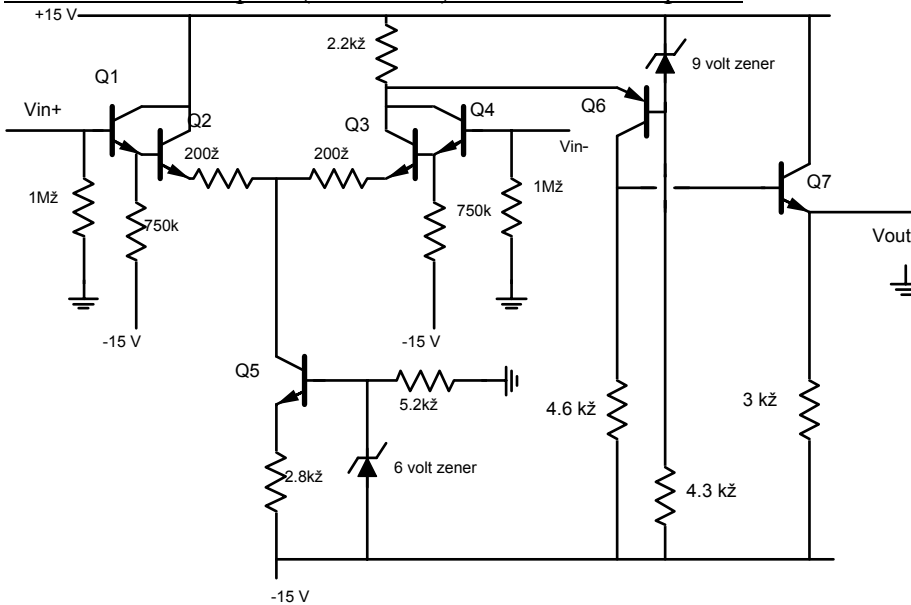 +15 V
2.2kž
9 volt zener
Q1
Q2
Q3
Q4
Q6
Vin+
Vin-
200ž
200ž
Q7
1Mž
750k
750k
1Mž
Vout
-15 V
-15 V
Q5
5.2kž
4.6 kž
3 kž
2.8kž
6 volt zener
4.3 kž
-15 V